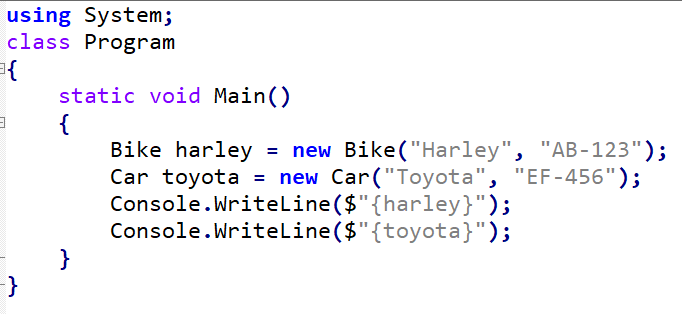 using System;
class Program
{
    static void Main()
    {
        Bike harley = new Bike("Harley", "AB-123");
        Car toyota = new Car("Toyota", "EF-456");
        Console.WriteLine($"{harley}");
        Console.WriteLine($"{toyota}");
    }
}